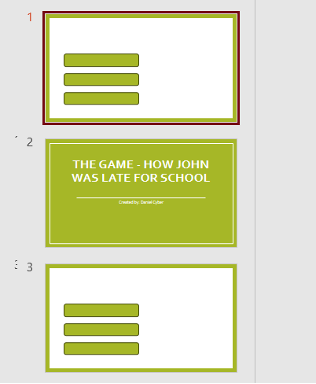 1
2
THE GAME - HOW JOHN
WAS LATE FOR SCHOOL
Created by: Daniel Cyber
3